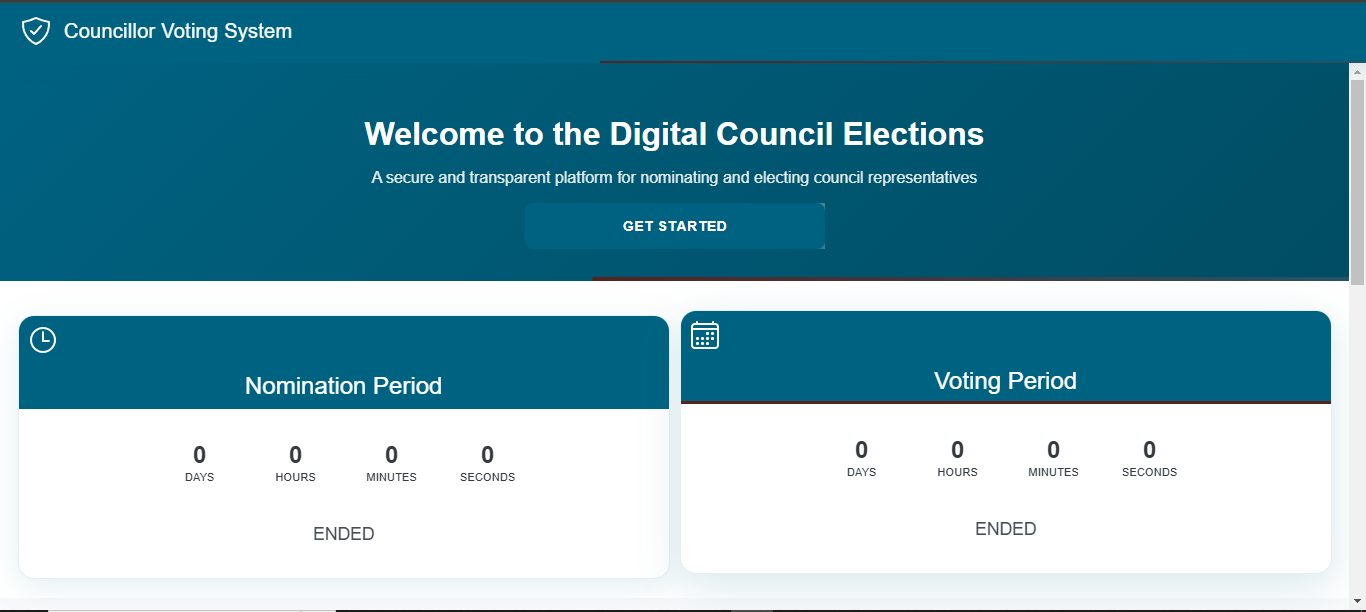 Councillor Voting System
Welcome to the Digital Council Elections
A secure and transparent platform for nominating and electing council representatives
GET STARTED
Nomination Period
0 0 0 0
DAYS HOURS MINUTES SECONDS
ENDED
Voting Period
0 0 0 0
DAYS HOURS MINUTES SECONDS
ENDED